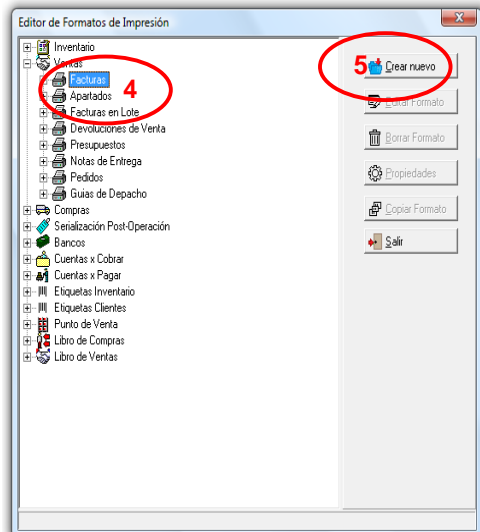 Editor de Formatos de Impresión
Inventario
Ventas
Facturas
4
Apartados
Facturas en Lote
Devoluciones de Venta
Presupuestos
Notas de Entrega
Pedidos
Guias de Depacho
Compras
Serialización Post-Operación
Bancos
Cuentas x Cobrar
Cuentas x Pagar
Etiquetas Inventario
Etiquetas Clientes
Punto de Venta
Libro de Compras
Libro de Ventas
5
Crear nuevo
Editar Formato
Borrar Formato
Propiedades
Copiar Formato
Salir